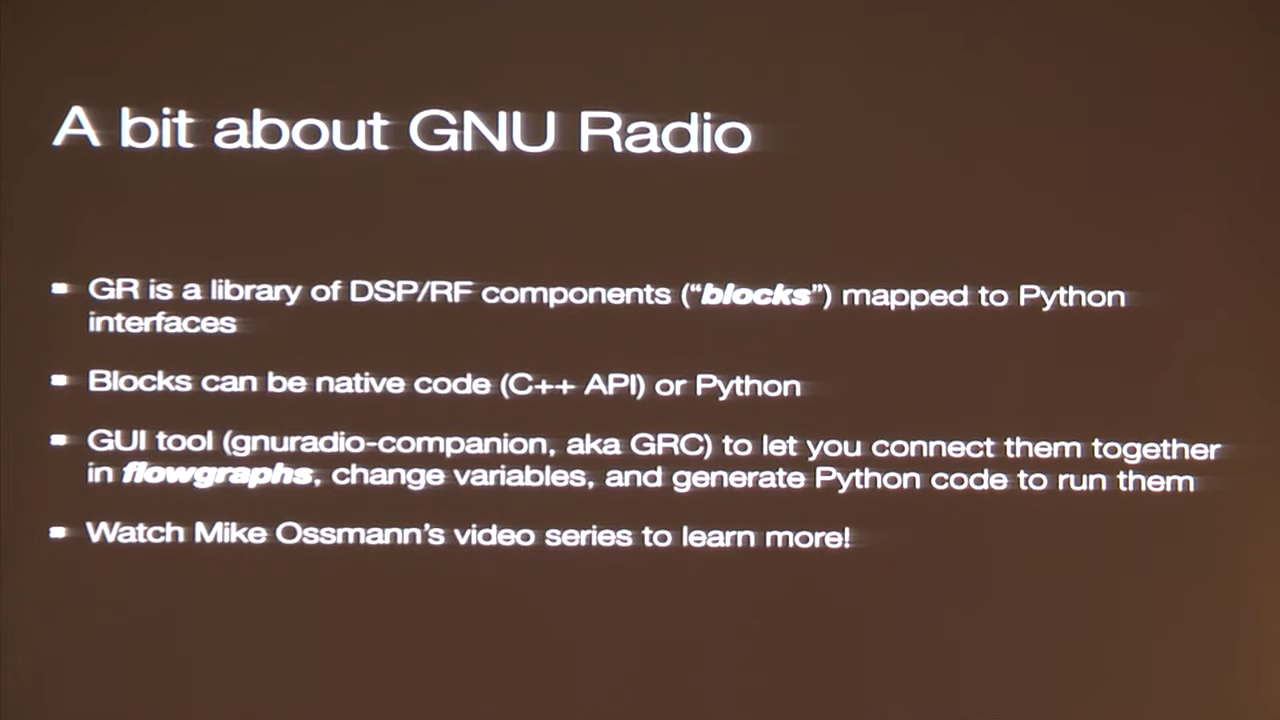 A bit about GNU Radio
GR is a library of DSP/RF components (“blocks”) mapped to Python
interfaces
Blocks can be native code (C++ API) or Python
GUI tool (gnuradio-companion, aka GRC) to let you connect them together
in flowgraphs, change variables, and generate Python code to run them
Watch Mike Ossmann’s video series to learn more!